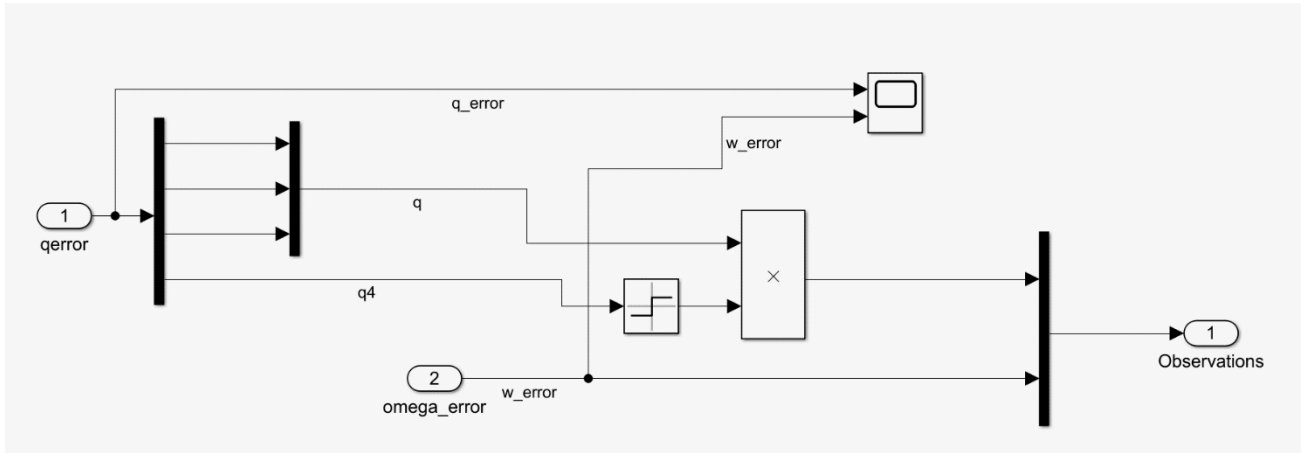 q_error
w_error
1
qerror
q
×
q4
1
Observations
2
omega_error
w_error